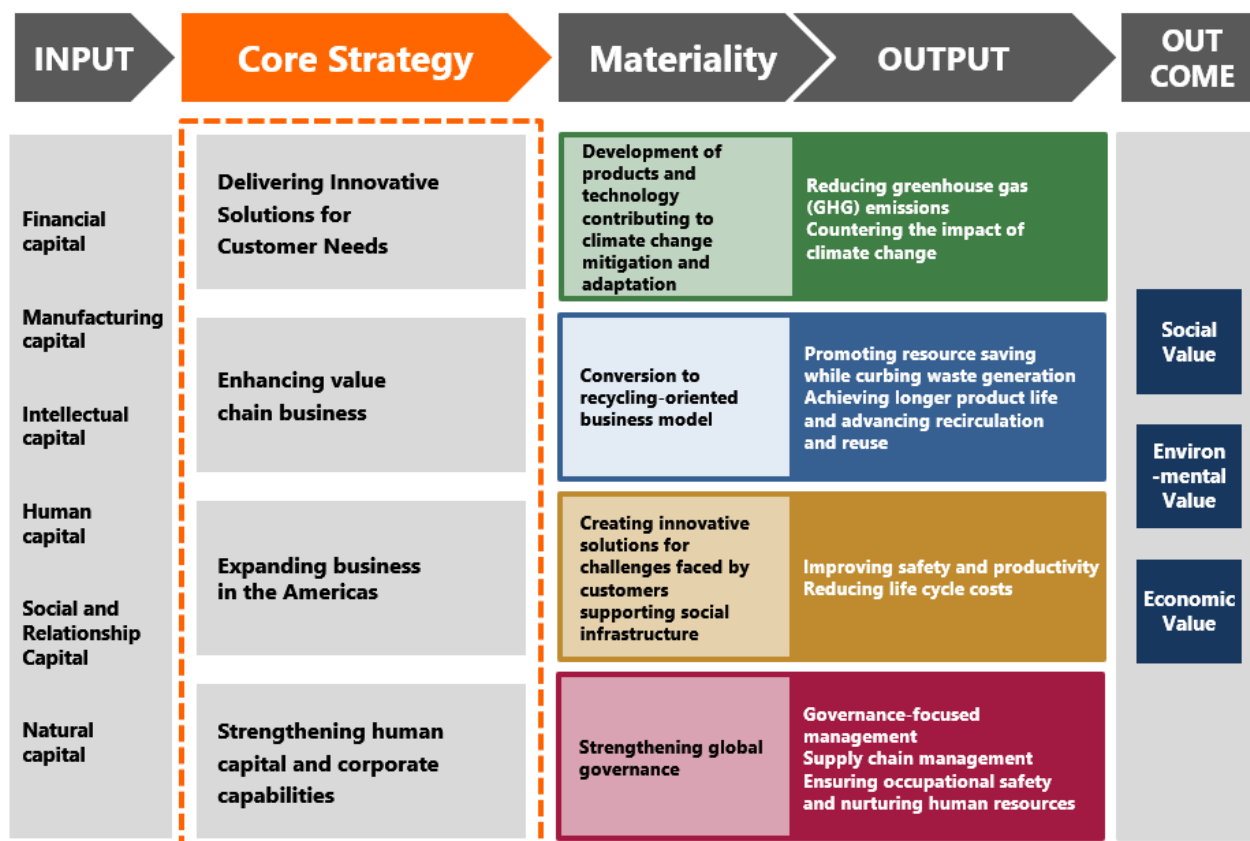 INPUT
Core Strategy
Materiality
OUTPUT
OUT
COME
Financial
capital
Manufacturing
capital
Intellectual
capital
Human
capital
Social and
Relationship
Capital
Natural
capital
Delivering Innovative
Solutions for
Customer Needs
Enhancing value
chain business
Expanding business
in the Americas
Strengthening human
capital and corporate
capabilities
Development of
products and
technology
contributing to
climate change
mitigation and
adaptation
Reducing greenhouse gas
(GHG) emissions
Countering the impact of
climate change
Conversion to
recycling-oriented
business model
Promoting resource saving
while curbing waste generation
Achieving longer product life
and advancing recirculation
and reuse
Creating innovative
solutions for
challenges faced by
customers
supporting social
infrastructure
Improving safety and productivity
Reducing life cycle costs
Strengthening global
governance
Governance-focused
management
Supply chain management
Ensuring occupational safety
and nurturing human resources
Social
Value
Environ
-mental
Value
Economic
Value